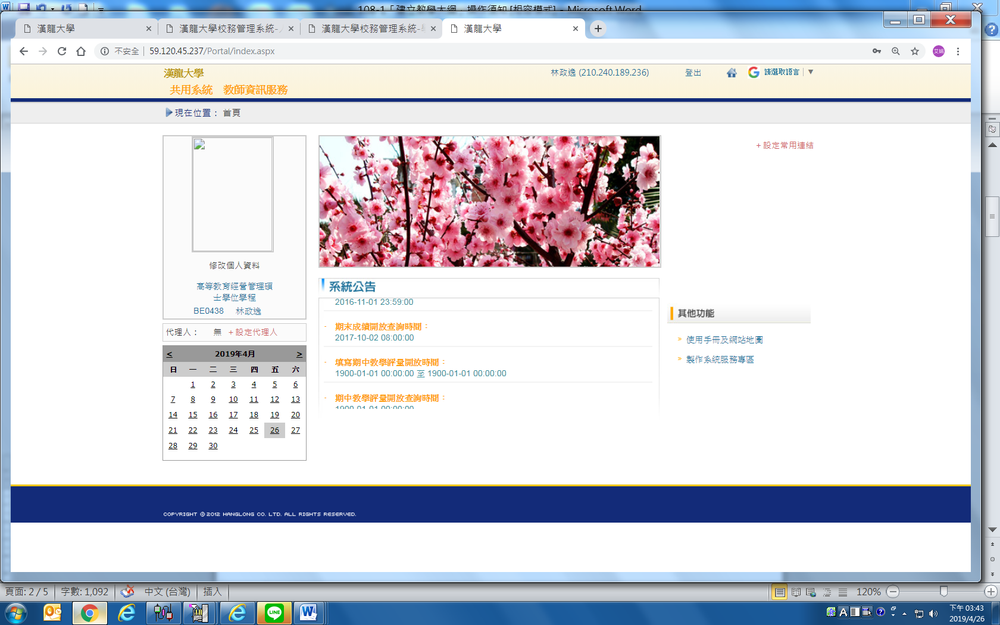 108-1「建立教學大綱」操作須知 [相容模式] - Microsoft Word
漢龍大學
漢龍大學校務管理系統-
漢龍大學校務管理系統-
漢龍大學
不安全 59.120.45.237/Portal/index.aspx
艾娟
漢龍大學
林政逸 (210.240.189.236) 登出 請選取語言 ▼
共用系統 教師資訊服務
現在位置： 首頁
+ 設定常用連結
修改個人資料
高等教育經營管理碩
士學位學程
BE0438 林政逸
代理人： 無 + 設定代理人
< 2019年4月 >
日 一 二 三 四 五 六
1 2 3 4 5 6
7 8 9 10 11 12 13
14 15 16 17 18 19 20
21 22 23 24 25 26 27
28 29 30
系統公告
2016-11-01 23:59:00
- 期末成績開放查詢時間：
2017-10-02 08:00:00
- 填寫期中教學評量開放時間：
1900-01-01 00:00:00 至 1900-01-01 00:00:00
- 期中教學評量開放查詢時間：
1900-01-01 00:00:00
其他功能
使用手冊及網站地圖
製作系統服務專區
COPYRIGHT © 2012 HANGLONG CO. LTD. ALL RIGHTS RESERVED.
頁面: 2 / 5 字數: 1,092 中文 (台灣) 插入 120%
LINE
下午 03:43
2019/4/26